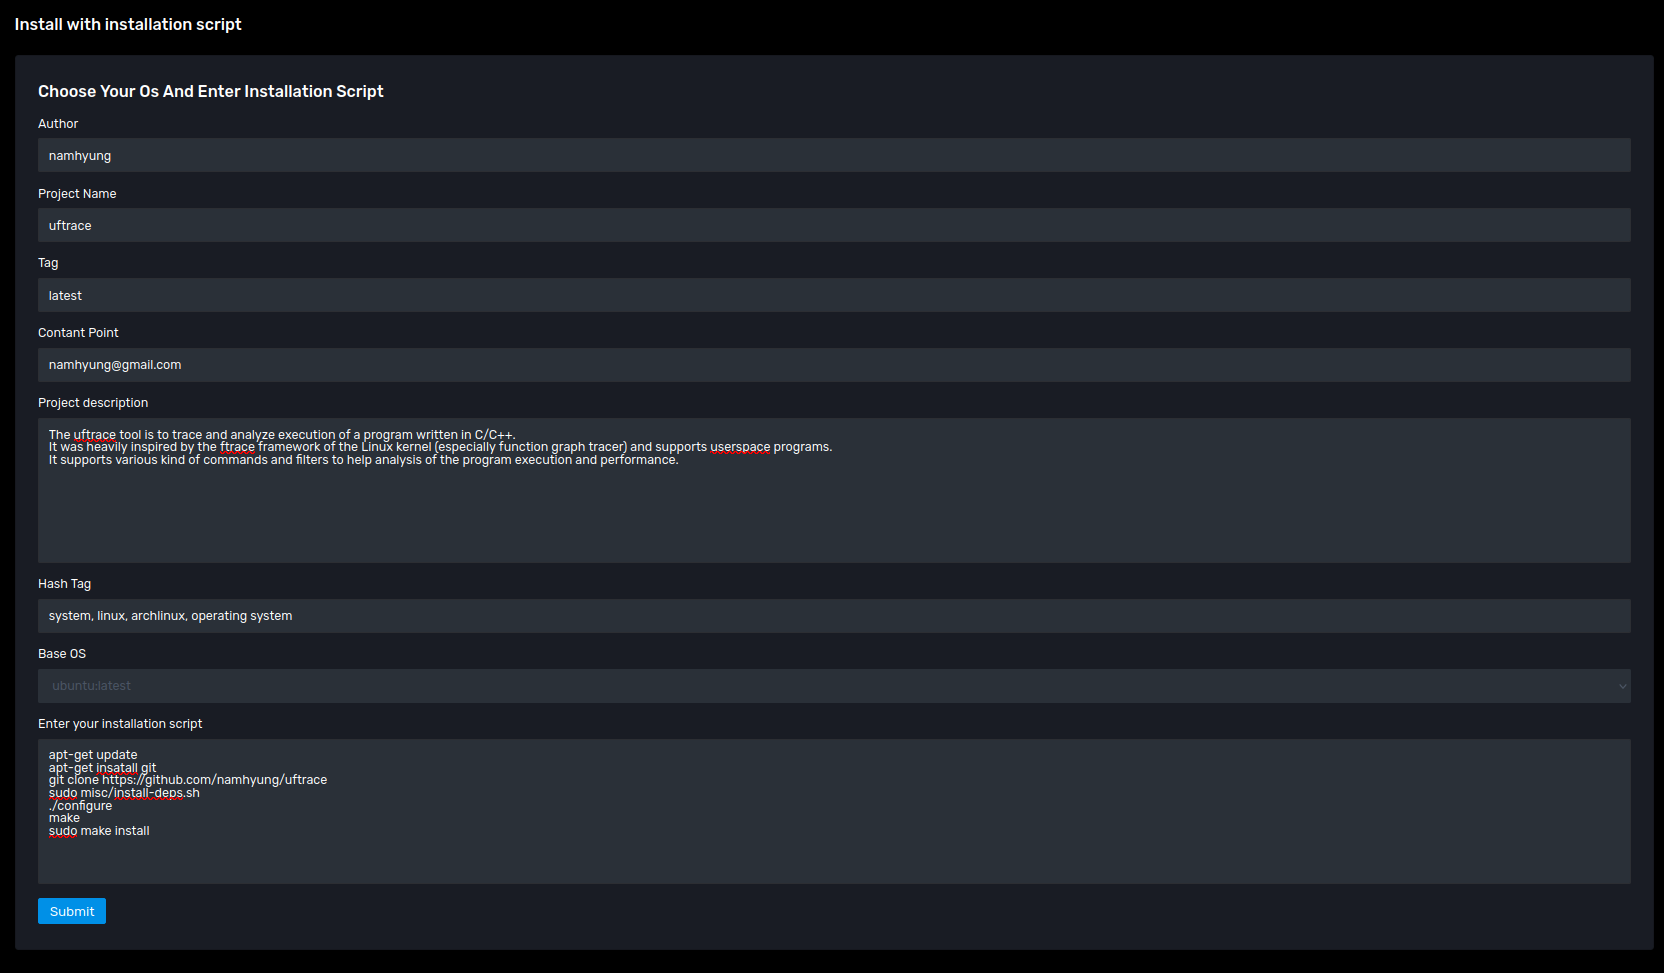 Install with installation script
Choose Your Os And Enter Installation Script
Author
namhyung
Project Name
uftrace
Tag
latest
Contant Point
namhyung@gmail.com
Project description
The uftrace tool is to trace and analyze execution of a program written in C/C++.
It was heavily inspired by the ftrace framework of the Linux kernel (especially function graph tracer) and supports userspace programs.
It supports various kind of commands and filters to help analysis of the program execution and performance.
Hash Tag
system, linux, archlinux, operating system
Base OS
ubuntu:latest
Enter your installation script
apt-get update
apt-get insatall git
git clone https://github.com/namhyung/uftrace
sudo misc/install-deps.sh
./configure
make
sudo make install
Submit